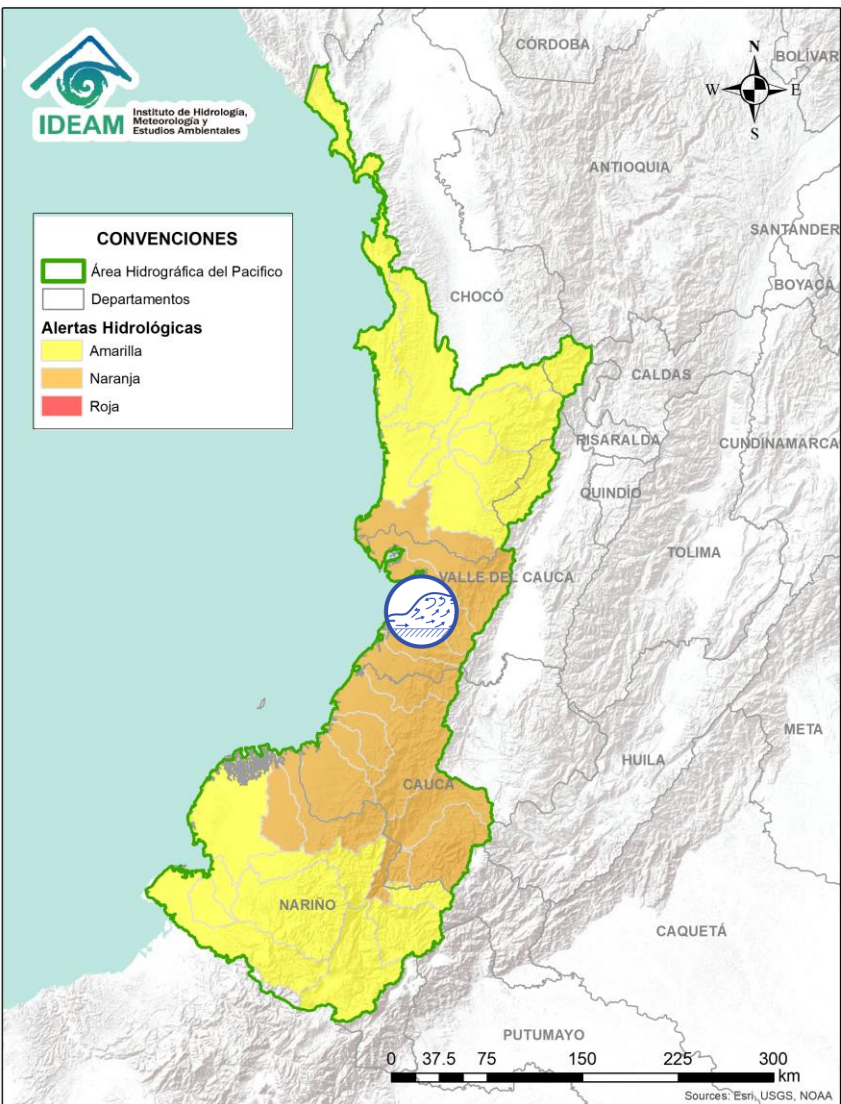 IDEAM
Instituto de Hidrología,
Meteorología y
Estudios Ambientales
CÓRDOBA
BOLÍVAR
N
W
E
S
ANTIOQUIA
SANTANDER
BOYACÁ
CONVENCIONES
Área Hidrográfica del Pacifico
Departamentos
Alertas Hidrológicas
Amarilla
Naranja
Roja
CHOCÓ
CALDAS
RISARALDA
CUNDINAMARCA
QUINDÍO
TOLIMA
VALLE DEL CAUCA
META
HUILA
CAUCA
NARIÑO
CAQUETÁ
PUTUMAYO
0 37.5 75 150 225 300
km
Sources: Esri, USGS, NOAA